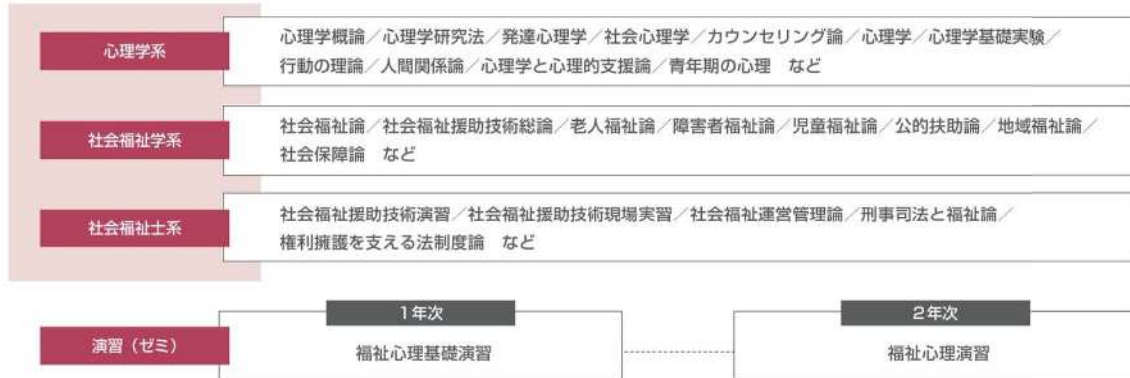 心理学系
心理学概論／心理学研究法／発達心理学／社会心理学／カウンセリング論／心理学／心理学基礎実験／
行動の理論／人間関係論／心理学と心理的支援論／青年期の心理　など
社会福祉学系
社会福祉論／社会福祉援助技術総論／老人福祉論／障害者福祉論／児童福祉論／公的扶助論／地域福祉論／
社会保障論　など
社会福祉士系
社会福祉援助技術演習／社会福祉援助技術現場実習／社会福祉運営管理論／刑事司法と福祉論／
権利擁護を支える法制度論　など
演習（ゼミ）
1年次
福祉心理基礎演習
2年次
福祉心理演習